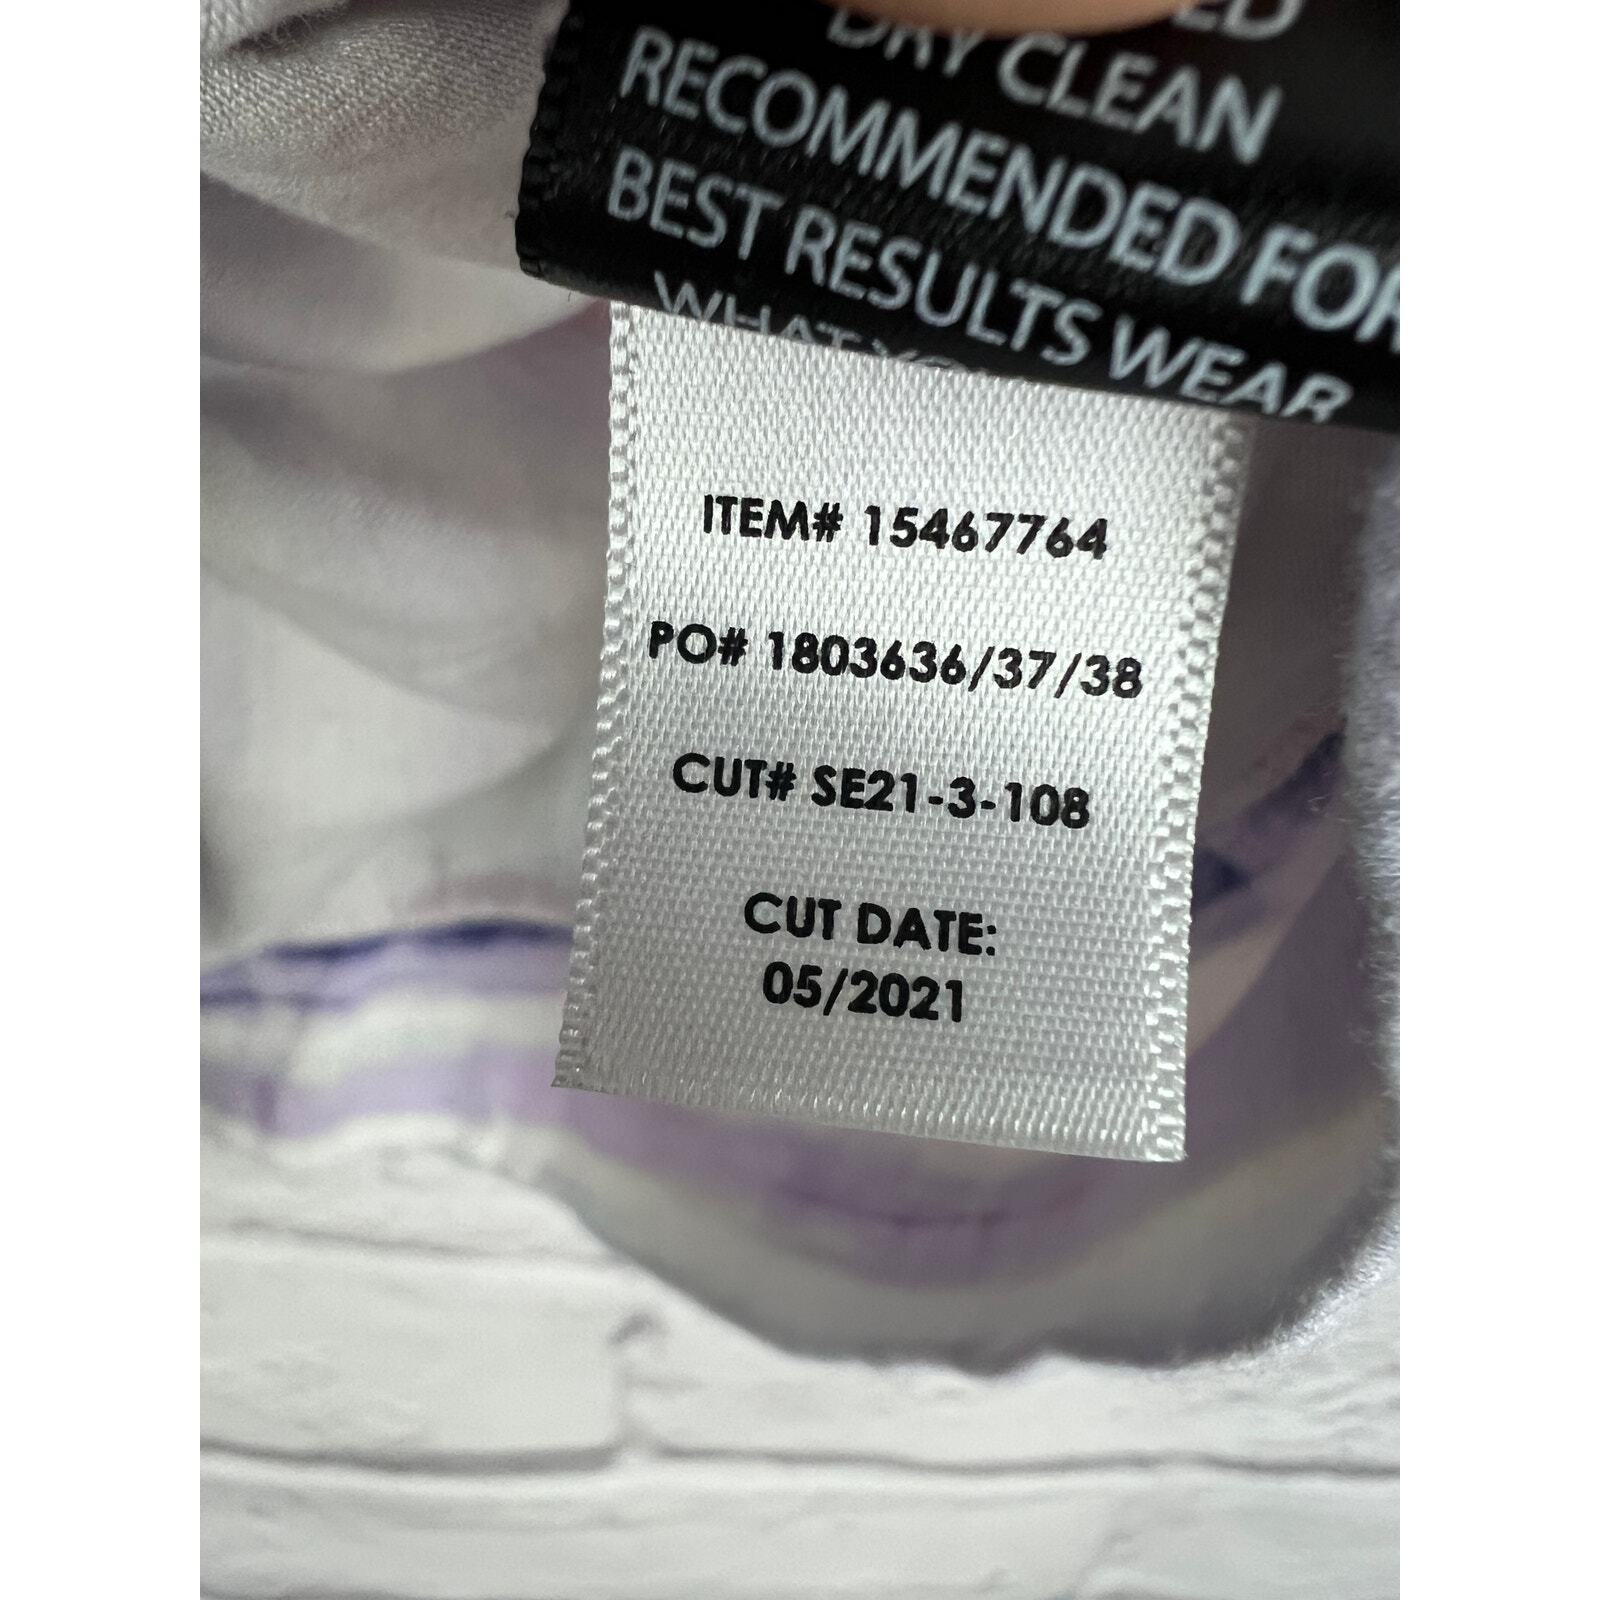 DRY CLEAN
RECOMMENDED FOR
BEST RESULTS WEAR
WHAT
ITEM# 15467764
PO# 1803636/37/38
CUT# SE21-3-108
CUT DATE:
05/2021